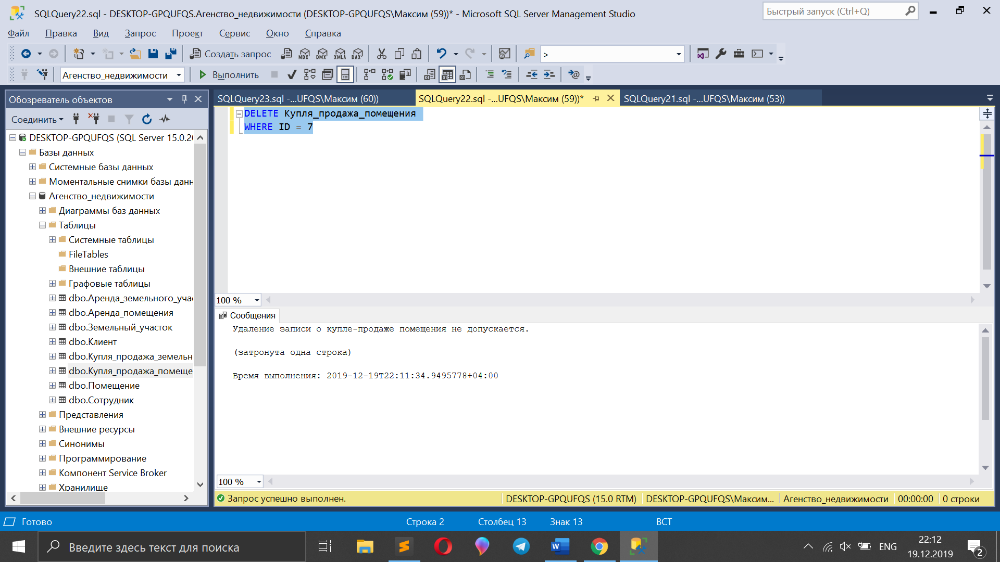 SQLQuery22.sql - DESKTOP-GPQUFQS.Агенство_недвижимости (DESKTOP-GPQUFQS\Максим (59))* - Microsoft SQL Server Management Studio
Быстрый запуск (Ctrl+Q)
Файл Правка Вид Запрос Проект Сервис Окно Справка
Создать запрос MDX DMX XMLA DAX >
Агенство_недвижимости Выполнить
Обозреватель объектов
SQLQuery23.sql -...UFQS\Максим (60)) SQLQuery22.sql -...UFQS\Максим (59))* SQLQuery21.sql -...UFQS\Максим (53))
Соединить
DELETE Купля_продажа_помещения
WHERE ID = 7
DESKTOP-GPQUFQS (SQL Server 15.0.20
Базы данных
Системные базы данных
Моментальные снимки базы данн
Агенство_недвижимости
Диаграммы баз данных
Таблицы
Системные таблицы
FileTables
Внешние таблицы
Графовые таблицы
dbo.Аренда_земельного_учас
dbo.Аренда_помещения
dbo.Земельный_участок
dbo.Клиент
dbo.Купля_продажа_земельн
dbo.Купля_продажа_помеще
dbo.Помещение
dbo.Сотрудник
Представления
Внешние ресурсы
Синонимы
Программирование
Компонент Service Broker
Хранилище
100 %
Сообщения
Удаление записи о купле-продаже помещения не допускается.
(затронута одна строка)
Время выполнения: 2019-12-19T22:11:34.9495778+04:00
100 %
Запрос успешно выполнен. DESKTOP-GPQUFQS (15.0 RTM) DESKTOP-GPQUFQS\Максим... Агенство_недвижимости 00:00:00 0 строки
Готово Строка 2 Столбец 13 Знак 13 ВСТ
Введите здесь текст для поиска
ENG
22:12
19.12.2019
2